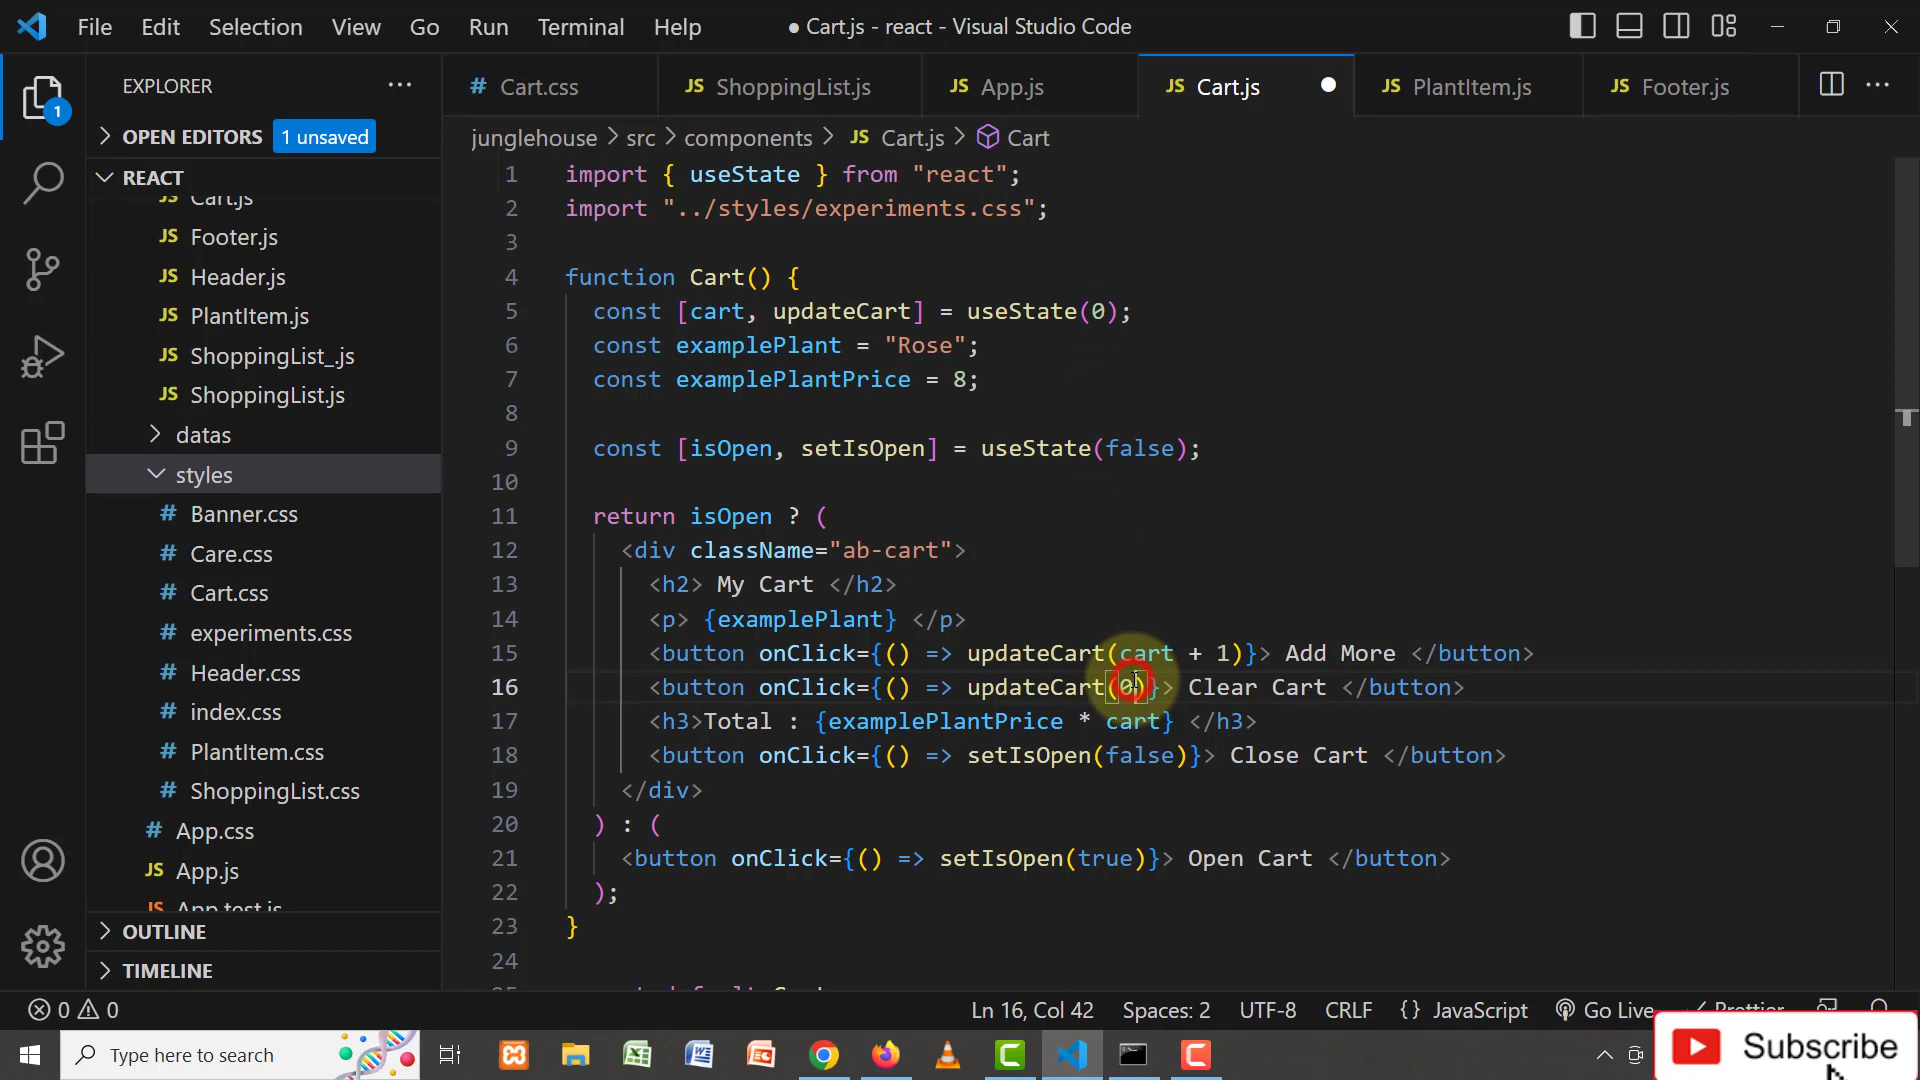 File Edit Selection View Go Run Terminal Help
● Cart.js - react - Visual Studio Code
EXPLORER
Cart.css ShoppingList.js App.js Cart.js PlantItem.js Footer.js
OPEN EDITORS 1 unsaved
junglehouse > src > components > Cart.js > Cart
REACT
Cart.js
Footer.js
Header.js
PlantItem.js
ShoppingList_.js
ShoppingList.js
datas
styles
Banner.css
Care.css
Cart.css
experiments.css
Header.css
index.css
PlantItem.css
ShoppingList.css
App.css
App.js
App.test.js
OUTLINE
TIMELINE
1 import { useState } from "react";
2 import "../styles/experiments.css";
3
4 function Cart() {
5 const [cart, updateCart] = useState(0);
6 const examplePlant = "Rose";
7 const examplePlantPrice = 8;
8
9 const [isOpen, setIsOpen] = useState(false);
10
11 return isOpen ? (
12 <div className="ab-cart">
13 <h2> My Cart </h2>
14 <p> {examplePlant} </p>
15 <button onClick={() => updateCart(cart + 1)}> Add More </button>
16 <button onClick={() => updateCart(0)}> Clear Cart </button>
17 <h3>Total : {examplePlantPrice * cart} </h3>
18 <button onClick={() => setIsOpen(false)}> Close Cart </button>
19 </div>
20 ) : (
21 <button onClick={() => setIsOpen(true)}> Open Cart </button>
22 );
23 }
24
0 0 Ln 16, Col 42 Spaces: 2 UTF-8 CRLF {} JavaScript Go Live Prettier
Type here to search
Subscribe